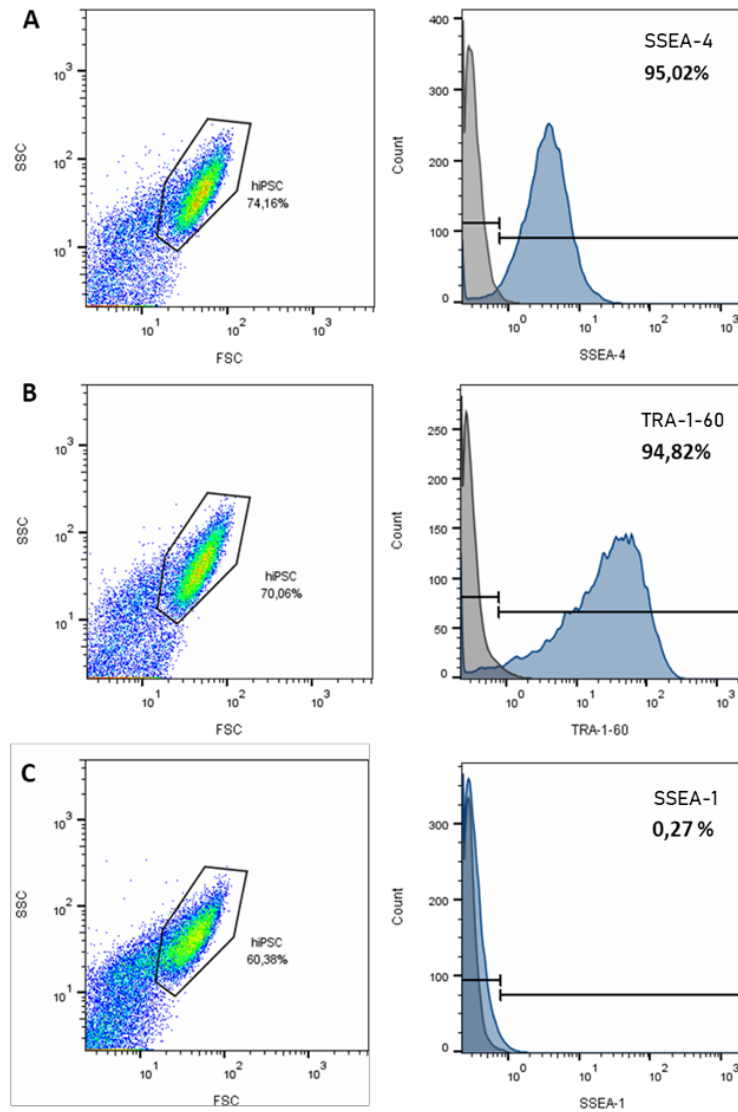 A
SSC
10³
10²
10¹
hiPSC
74,16%
10¹
10²
10³
FSC
Count
400
300
200
100
0
SSEA-4
95,02%
10⁰
10¹
10²
10³
SSEA-4
B
SSC
10³
10²
10¹
hiPSC
70,06%
10¹
10²
10³
FSC
Count
250
200
150
100
50
0
TRA-1-60
94,82%
10⁰
10¹
10²
10³
TRA-1-60
C
SSC
10³
10²
10¹
hiPSC
60,38%
10¹
10²
10³
FSC
Count
300
200
100
0
SSEA-1
0,27 %
10⁰
10¹
10²
10³
SSEA-1